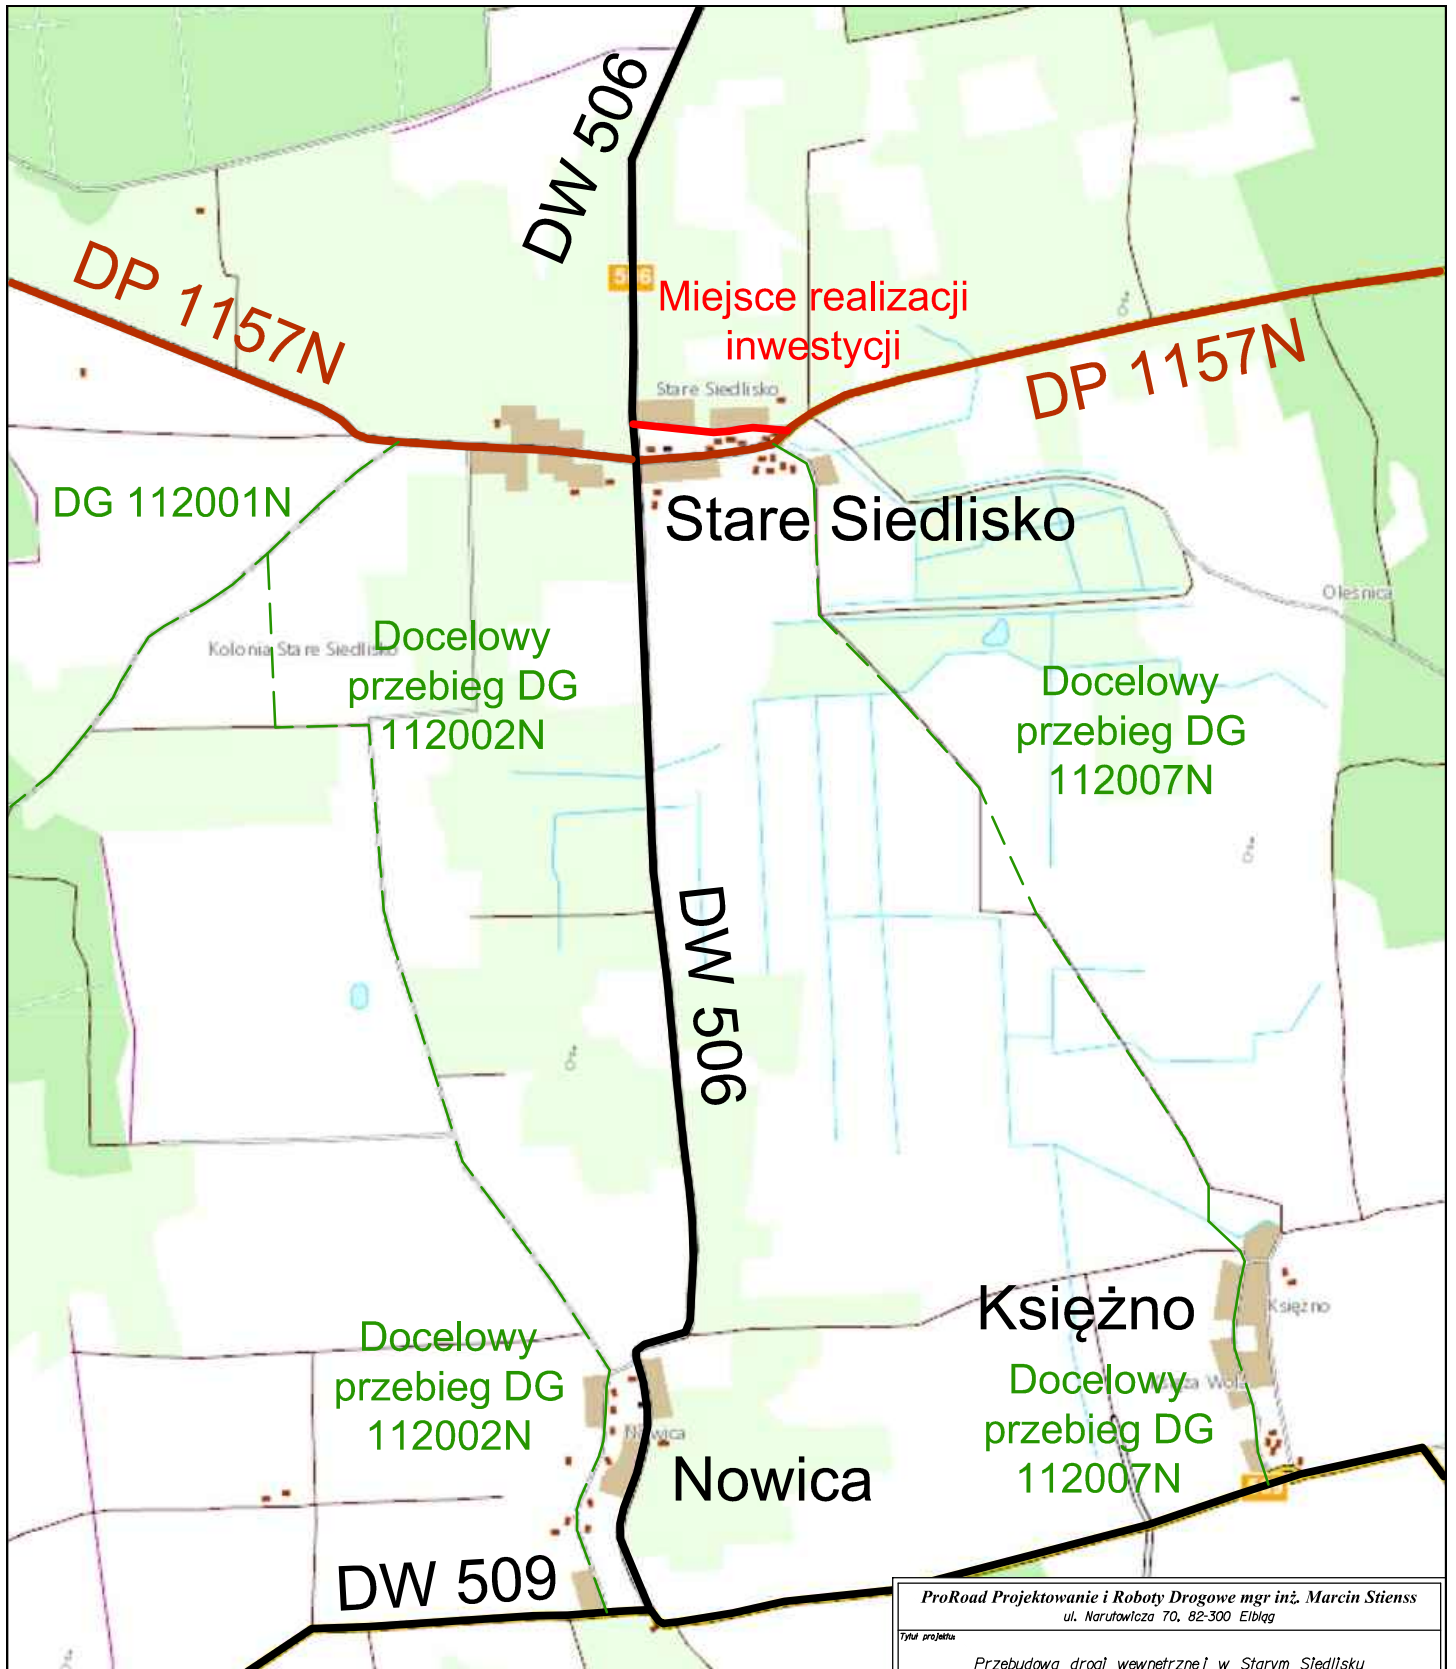 DW 506
DP 1157N
Miejsce realizacji
inwestycji
DP 1157N
Stare Siedlisko
DG 112001N
Stare Siedlisko
Oleśnica
Kolonia Stare Siedlisko
Docelowy
przebieg DG
112002N
Docelowy
przebieg DG
112007N
DW 506
Księżno
Księżno
Docelowy
przebieg DG
112002N
Docelowy
przebieg DG
112007N
Nowica
Nowica
DW 509
ProRoad Projektowanie i Roboty Drogowe mgr inż. Marcin Stienss
ul. Narutowicza 70, 82-300 Elbląg
Tytuł projektu:
Przebudowa drogi wewnętrznej w Starym Siedlisku